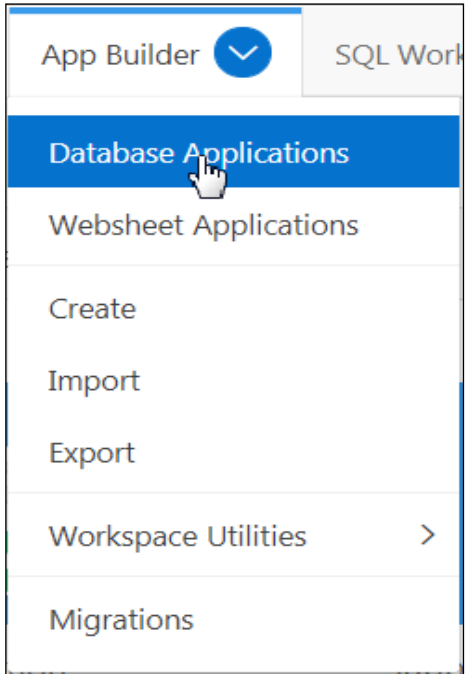 App Builder
SQL Work
Database Applications
Websheet Applications
Create
Import
Export
Workspace Utilities
Migrations